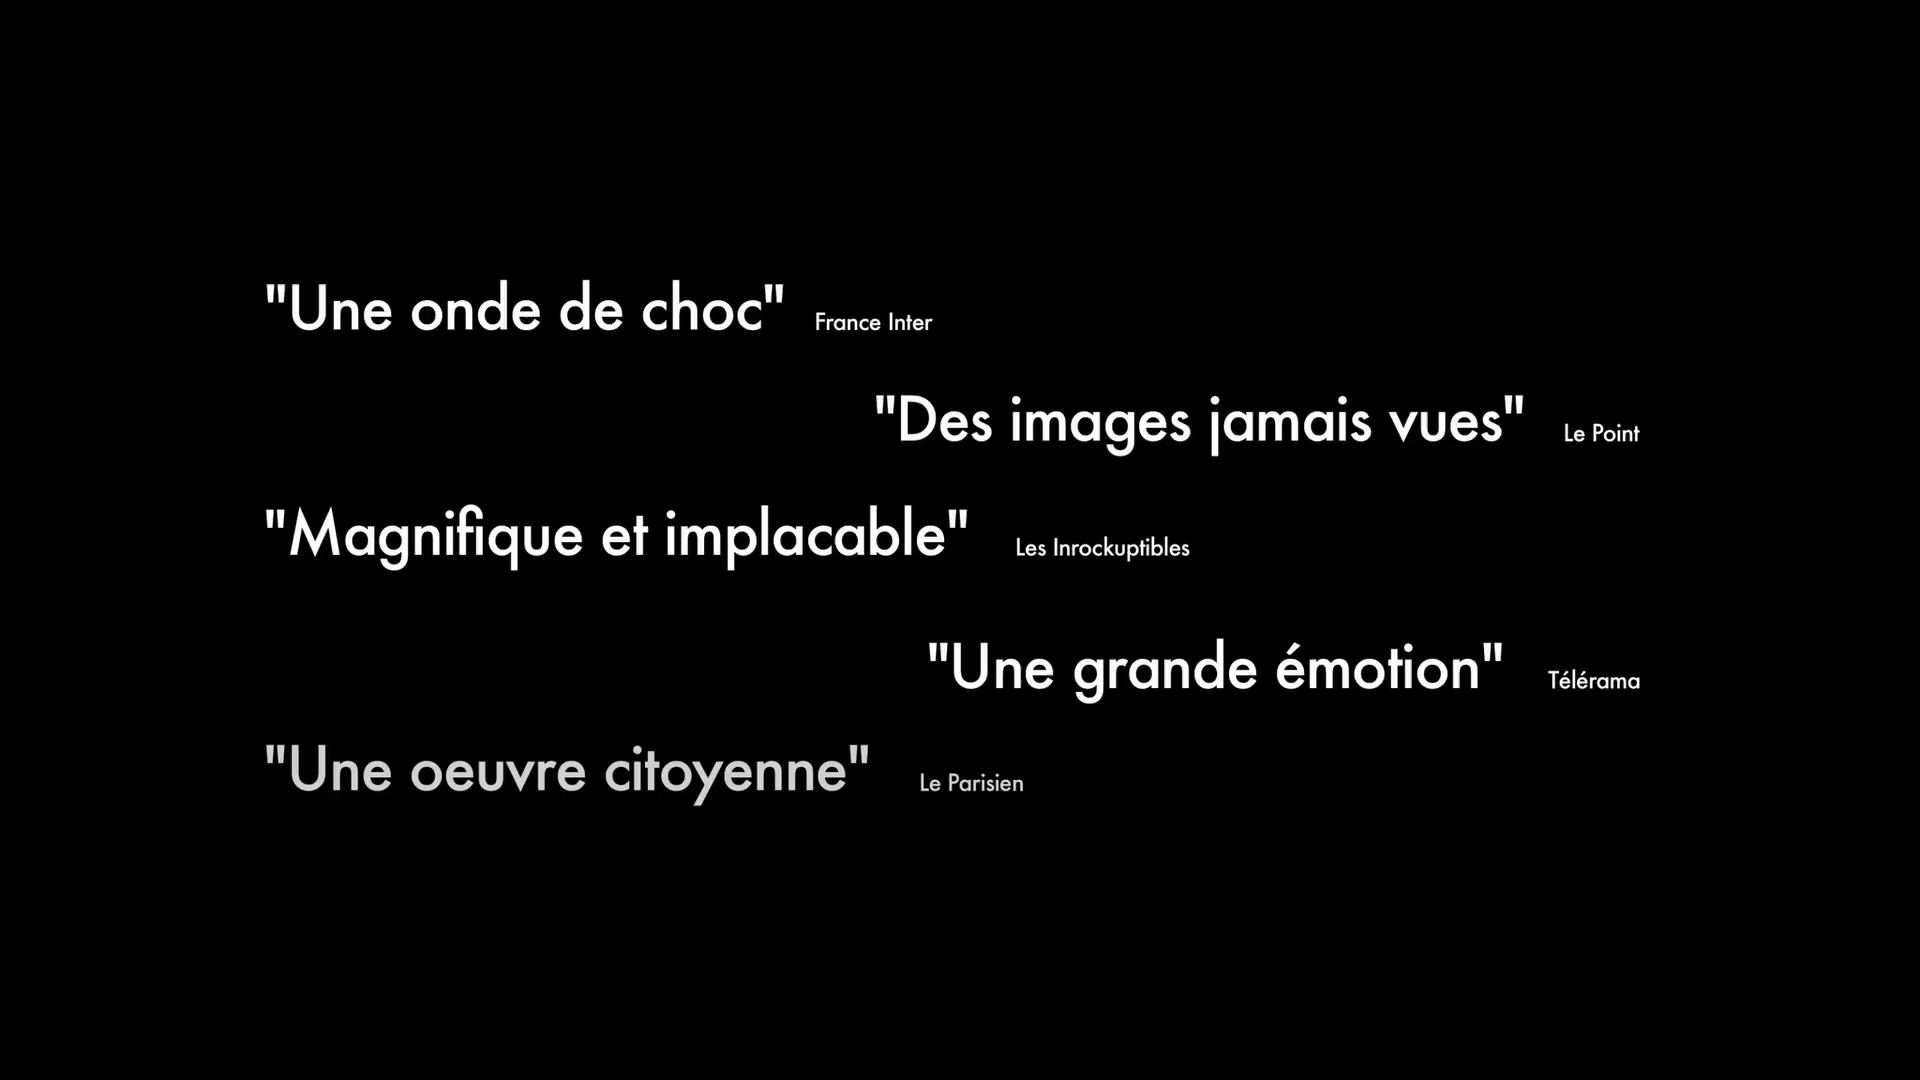 "Une onde de choc" France Inter
"Des images jamais vues" Le Point
"Magnifique et implacable" Les Inrockuptibles
"Une grande émotion" Télérama
"Une oeuvre citoyenne" Le Parisien